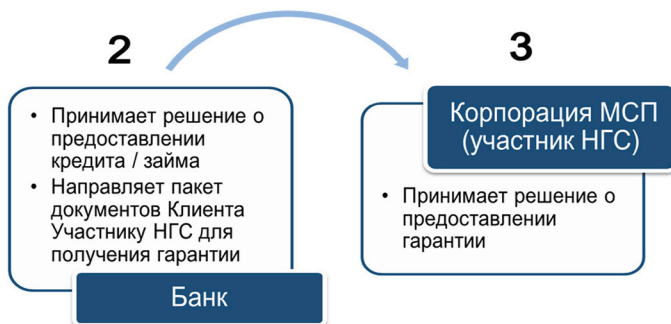 2
• Принимает решение о
предоставлении
кредита / займа
• Направляет пакет
документов Клиента
Участнику НГС для
получения гарантии
Банк
3
Корпорация МСП
(участник НГС)
• Принимает решение о
предоставлении
гарантии